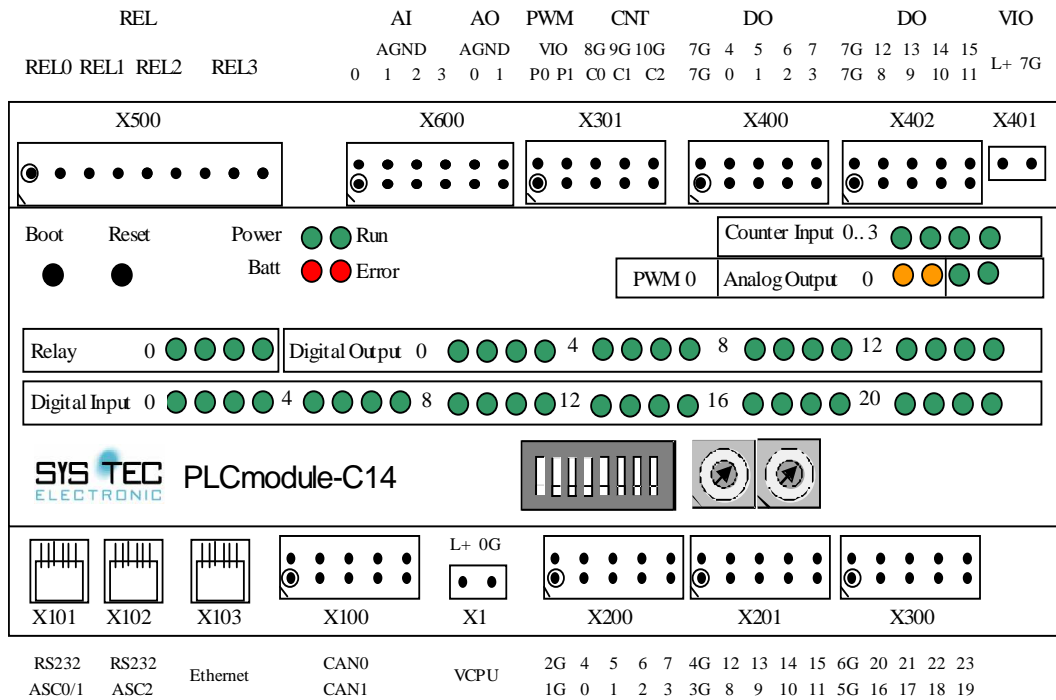 REL AI AO PWM CNT DO DO VIO
AGND AGND VIO 8G 9G 10G 7G 4 5 6 7 7G 12 13 14 15
REL0 REL1 REL2 REL3 0 1 2 3 0 1 P0 P1 C0 C1 C2 7G 0 1 2 3 7G 8 9 10 11 L+ 7G
X500 X600 X301 X400 X402 X401
Boot Reset Power Run Counter Input 0..3
Batt Error PWM 0 Analog Output 0
Relay 0 Digital Output 0 4 8 12
Digital Input 0 4 8 12 16 20
SYS TEC PLCmodule-C14
ELECTRONIC
L+ 0G
X101 X102 X103 X100 X1 X200 X201 X300
RS232 RS232 Ethernet CAN0 VCPU 2G 4 5 6 7 4G 12 13 14 15 6G 20 21 22 23
ASC0/1 ASC2 CAN1 1G 0 1 2 3 3G 8 9 10 11 5G 16 17 18 19